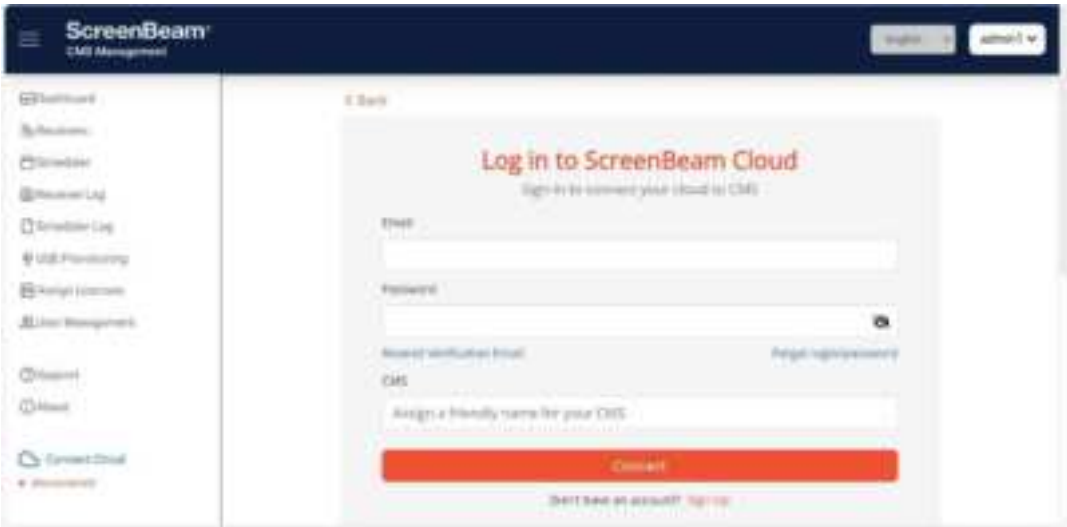 ScreenBeam
CMS Management
english
admin1
Dashboard
Receivers
Scheduler
Receiver Log
Scheduler Log
USB Provisioning
Assign Licenses
User Management
Support
About
Connect Cloud
disconnected
Back
Log in to ScreenBeam Cloud
Sign in to connect your cloud to CMS
Email
Password
Resend Verification Email
Forgot login/password
CMS
Assign a friendly name for your CMS
Connect
Don't have an account? Sign Up